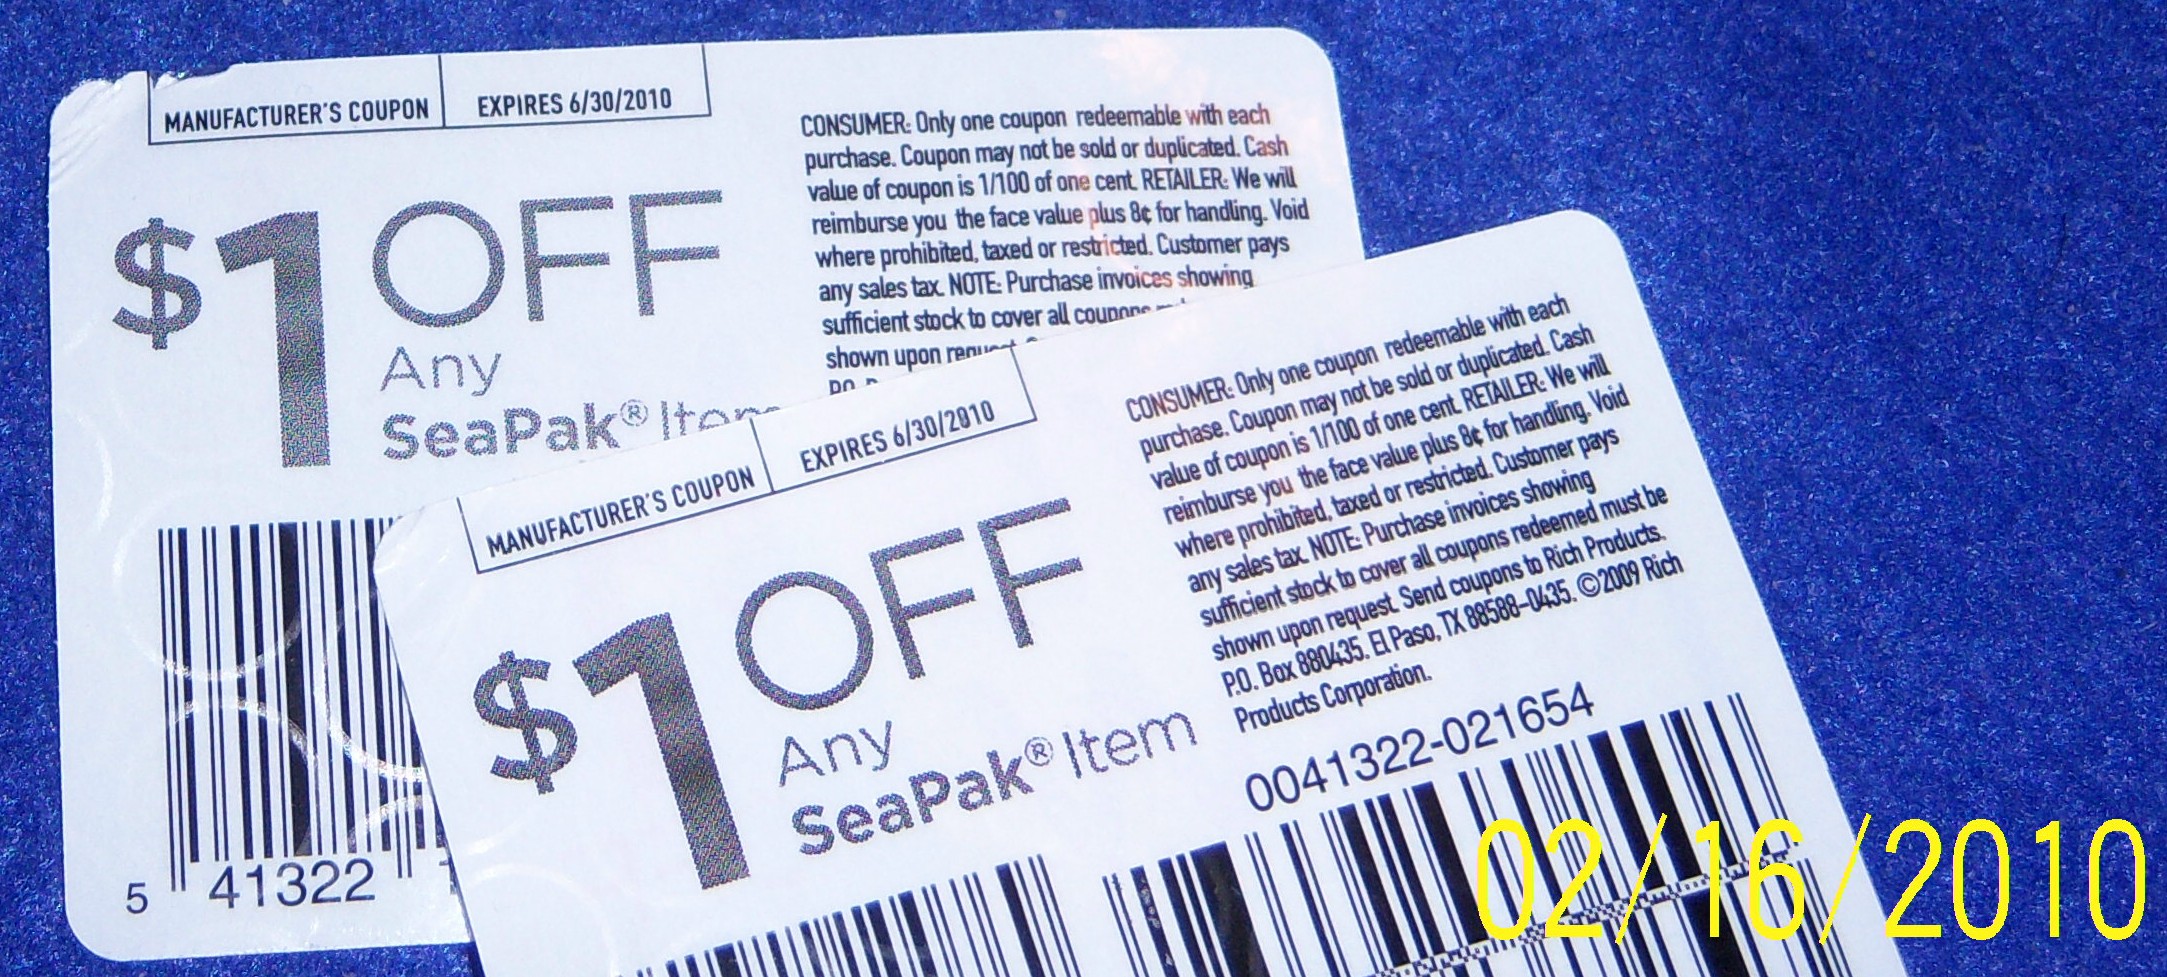 MANUFACTURER'S COUPON
EXPIRES 6/30/2010
$1 OFF
Any
SeaPak® Item
CONSUMER: Only one coupon redeemable with each
purchase. Coupon may not be sold or duplicated. Cash
value of coupon is 1/100 of one cent. RETAILER: We will
reimburse you the face value plus 8¢ for handling. Void
where prohibited, taxed or restricted. Customer pays
any sales tax. NOTE: Purchase invoices showing
sufficient stock to cover all coupons
shown upon request.
5 41322
MANUFACTURER'S COUPON
EXPIRES 6/30/2010
$1 OFF
Any
SeaPak® Item
CONSUMER: Only one coupon redeemable with each
purchase. Coupon may not be sold or duplicated. Cash
value of coupon is 1/100 of one cent. RETAILER: We will
reimburse you the face value plus 8¢ for handling. Void
where prohibited, taxed or restricted. Customer pays
any sales tax. NOTE: Purchase invoices showing
sufficient stock to cover all coupons redeemed must be
shown upon request. Send coupons to Rich Products.
P.O. Box 880435. El Paso, TX 88588-0435. ©2009 Rich
Products Corporation.
0041322-021654
02/16/2010